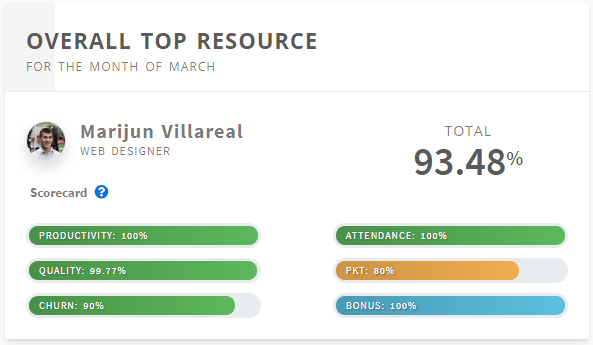 OVERALL TOP RESOURCE
FOR THE MONTH OF MARCH
Marijun Villareal
WEB DESIGNER
TOTAL
93.48%
Scorecard ?
PRODUCTIVITY: 100%
ATTENDANCE: 100%
QUALITY: 99.77%
PKT: 80%
CHURN: 90%
BONUS: 100%